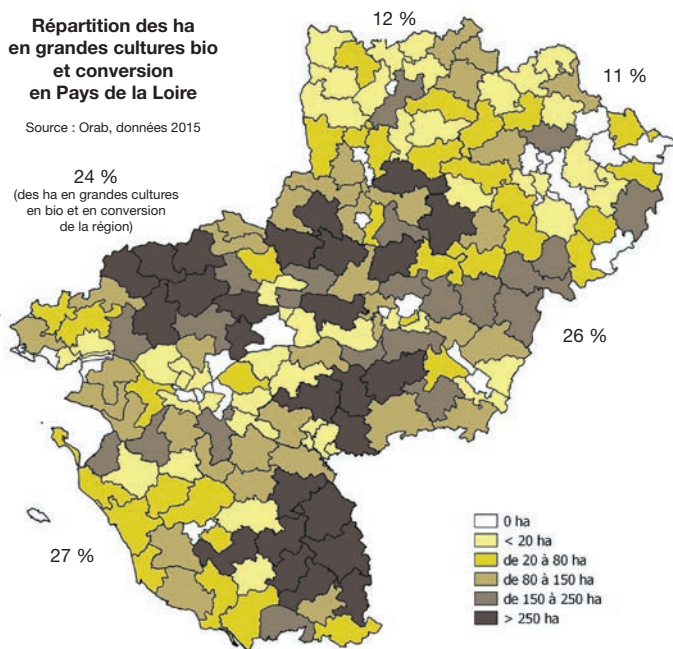 Répartition des ha
en grandes cultures bio
et conversion
en Pays de la Loire
Source : Orab, données 2015
12 %
11 %
24 %
(des ha en grandes cultures
en bio et en conversion
de la région)
26 %
27 %
0 ha
< 20 ha
de 20 à 80 ha
de 80 à 150 ha
de 150 à 250 ha
> 250 ha